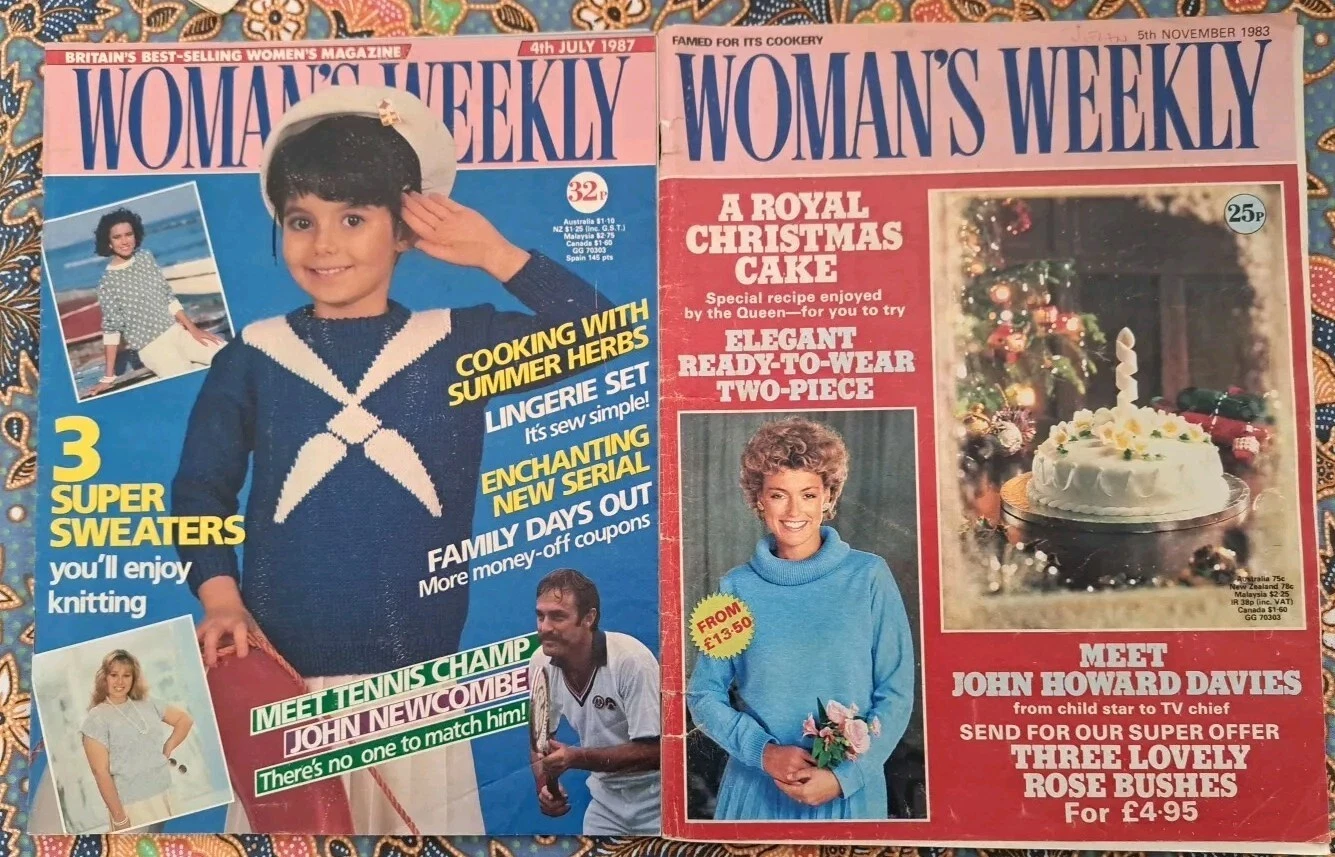 BRITAIN'S BEST-SELLING WOMEN'S MAGAZINE
4th JULY 1987
WOMAN'S WEEKLY
32p
Australia $1·10
NZ $1·25 (inc. G.S.T.)
Malaysia $2·75
Canada $1·60
GG 70303
Spain 145 pts
COOKING WITH
SUMMER HERBS
LINGERIE SET
It's sew simple!
ENCHANTING
NEW SERIAL
FAMILY DAYS OUT
More money-off coupons
3
SUPER
SWEATERS
you'll enjoy
knitting
MEET TENNIS CHAMP
JOHN NEWCOMBE
There's no one to match him!
FAMED FOR ITS COOKERY
5th NOVEMBER 1983
WOMAN'S WEEKLY
25p
A ROYAL
CHRISTMAS
CAKE
Special recipe enjoyed
by the Queen—for you to try
ELEGANT
READY-TO-WEAR
TWO-PIECE
FROM
£13·50
Australia 75c
New Zealand 78c
Malaysia $2·25
IR 38p (inc. VAT)
Canada $1·60
GG 70303
MEET
JOHN HOWARD DAVIES
from child star to TV chief
SEND FOR OUR SUPER OFFER
THREE LOVELY
ROSE BUSHES
For £4·95